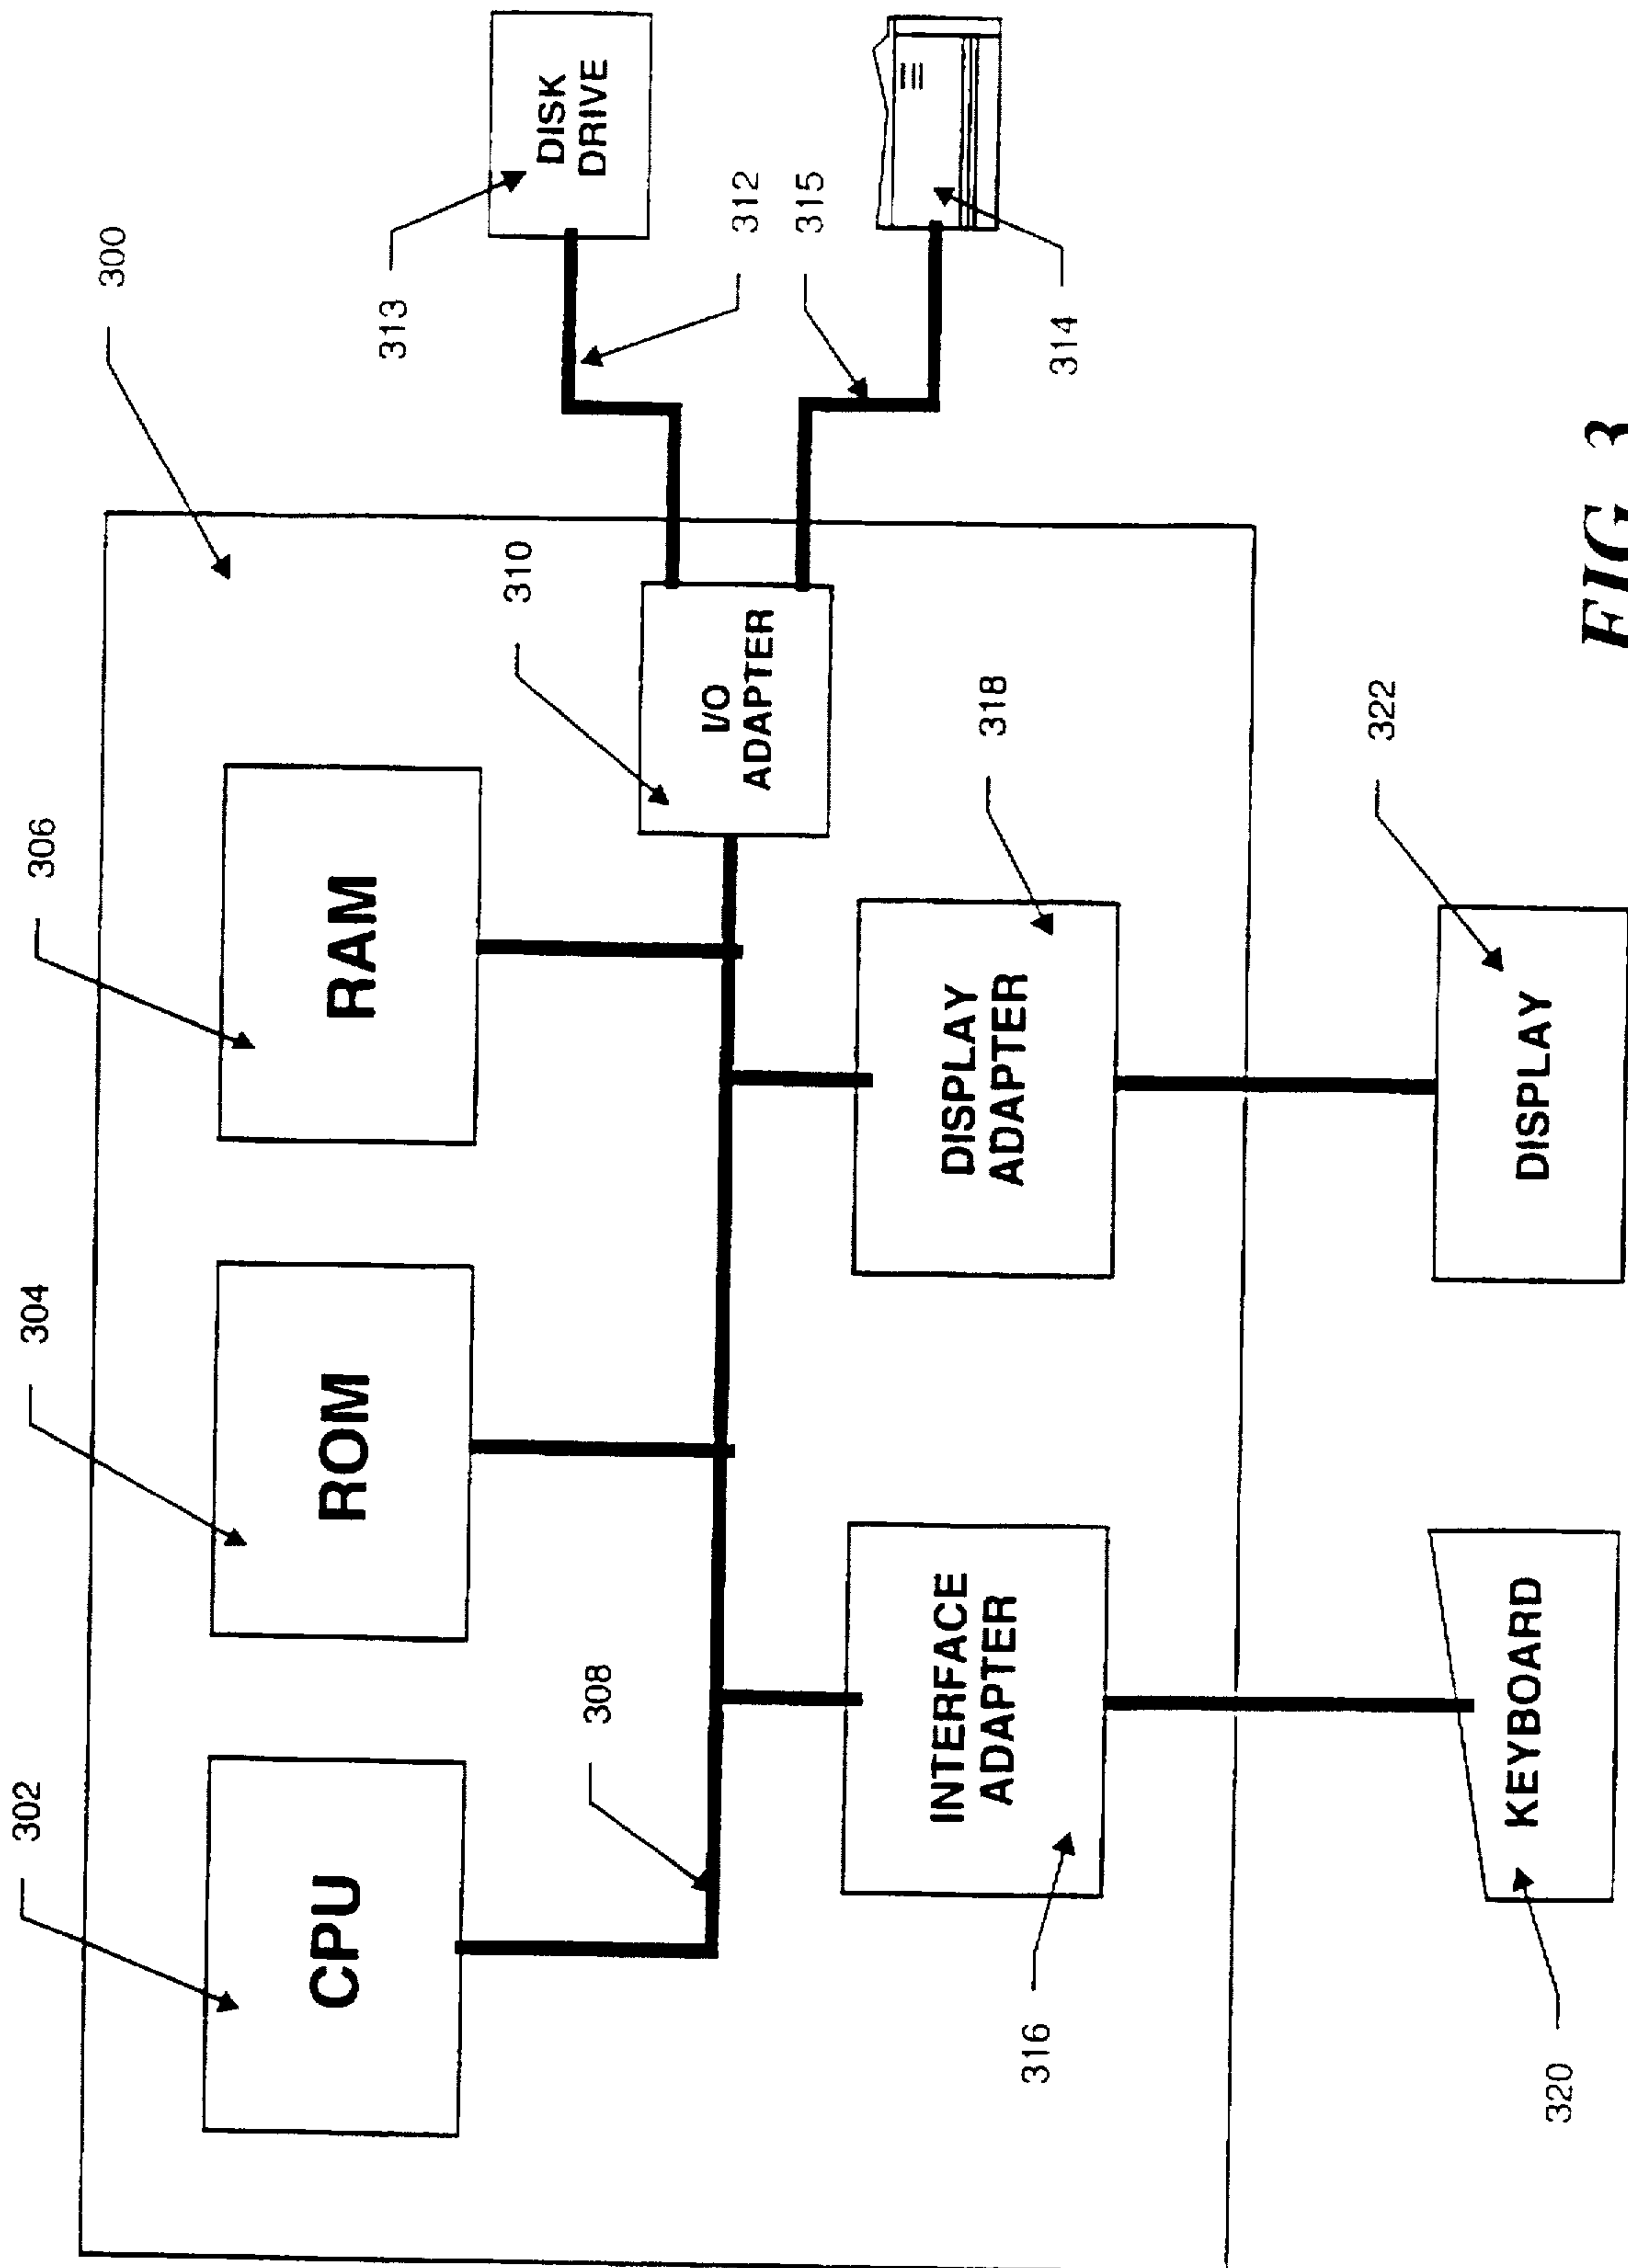 300
302
CPU
304
ROM
306
RAM
308
310
I/O
ADAPTER
313
DISK
DRIVE
312
315
314
316
INTERFACE
ADAPTER
318
DISPLAY
ADAPTER
320
KEYBOARD
322
DISPLAY
FIG. 3